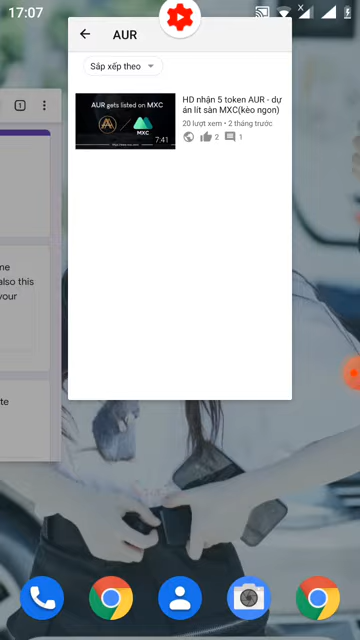 17:07
AUR
Sắp xếp theo
1
AUR gets listed on MXC
MXC
7:41
HD nhận 5 token AUR - dự
án lít sàn MXC(kèo ngon)
20 lượt xem • 2 tháng trước
2
1
me
also this
your
te